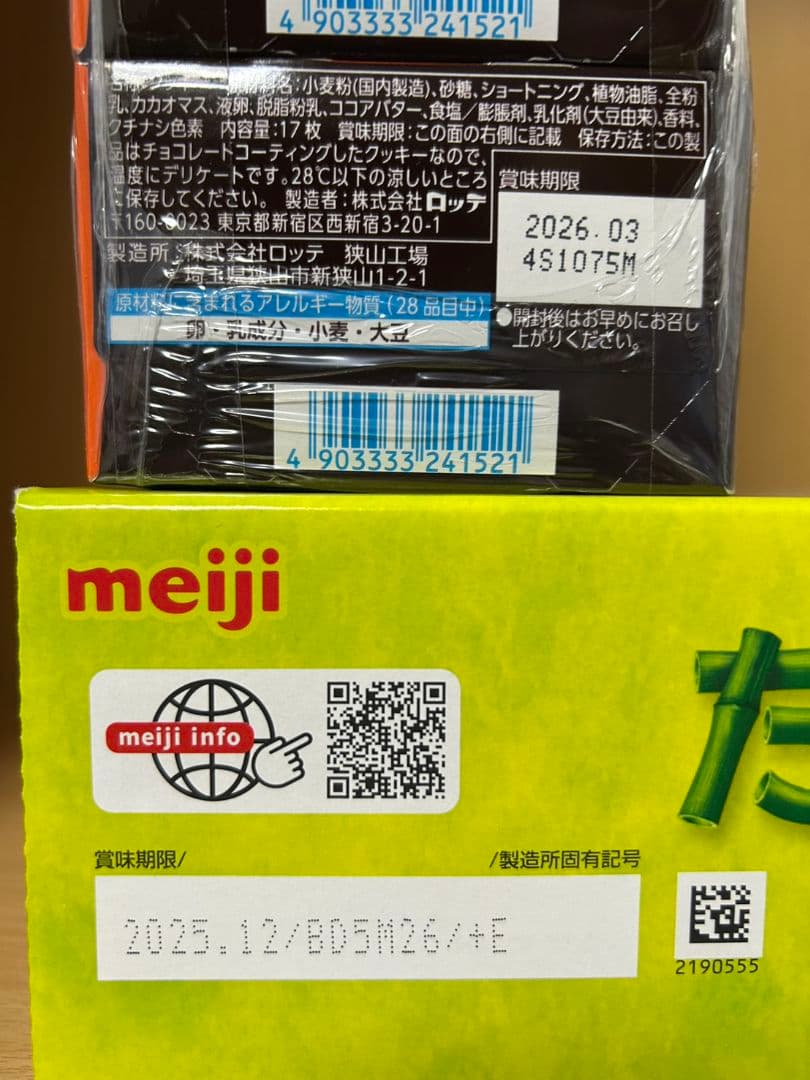 4 903333 241521
名称:クッキー 原材料名:小麦粉(国内製造)、砂糖、ショートニング、植物油脂、全粉
乳、カカオマス、液卵、脱脂粉乳、ココアバター、食塩/膨脹剤、乳化剤(大豆由来)、香料、
クチナシ色素 内容量:17枚 賞味期限:この面の右側に記載 保存方法:この製
品はチョコレートコーティングしたクッキーなので、
温度にデリケートです。28℃以下の涼しいところ
に保存してください。 製造者:株式会社ロッテ
〒160-0023 東京都新宿区西新宿3-20-1
賞味期限
2026.03
4S1075M
製造所 株式会社ロッテ 狭山工場
埼玉県狭山市新狭山1-2-1
原材料に含まれるアレルギー物質(28品目中)
卵・乳成分・小麦・大豆
●開封後はお早めにお召し
上がりください。
4 903333 241521
meiji
meiji info
た
賞味期限/ /製造所固有記号
2025.12/BD5M26/+E
2190555